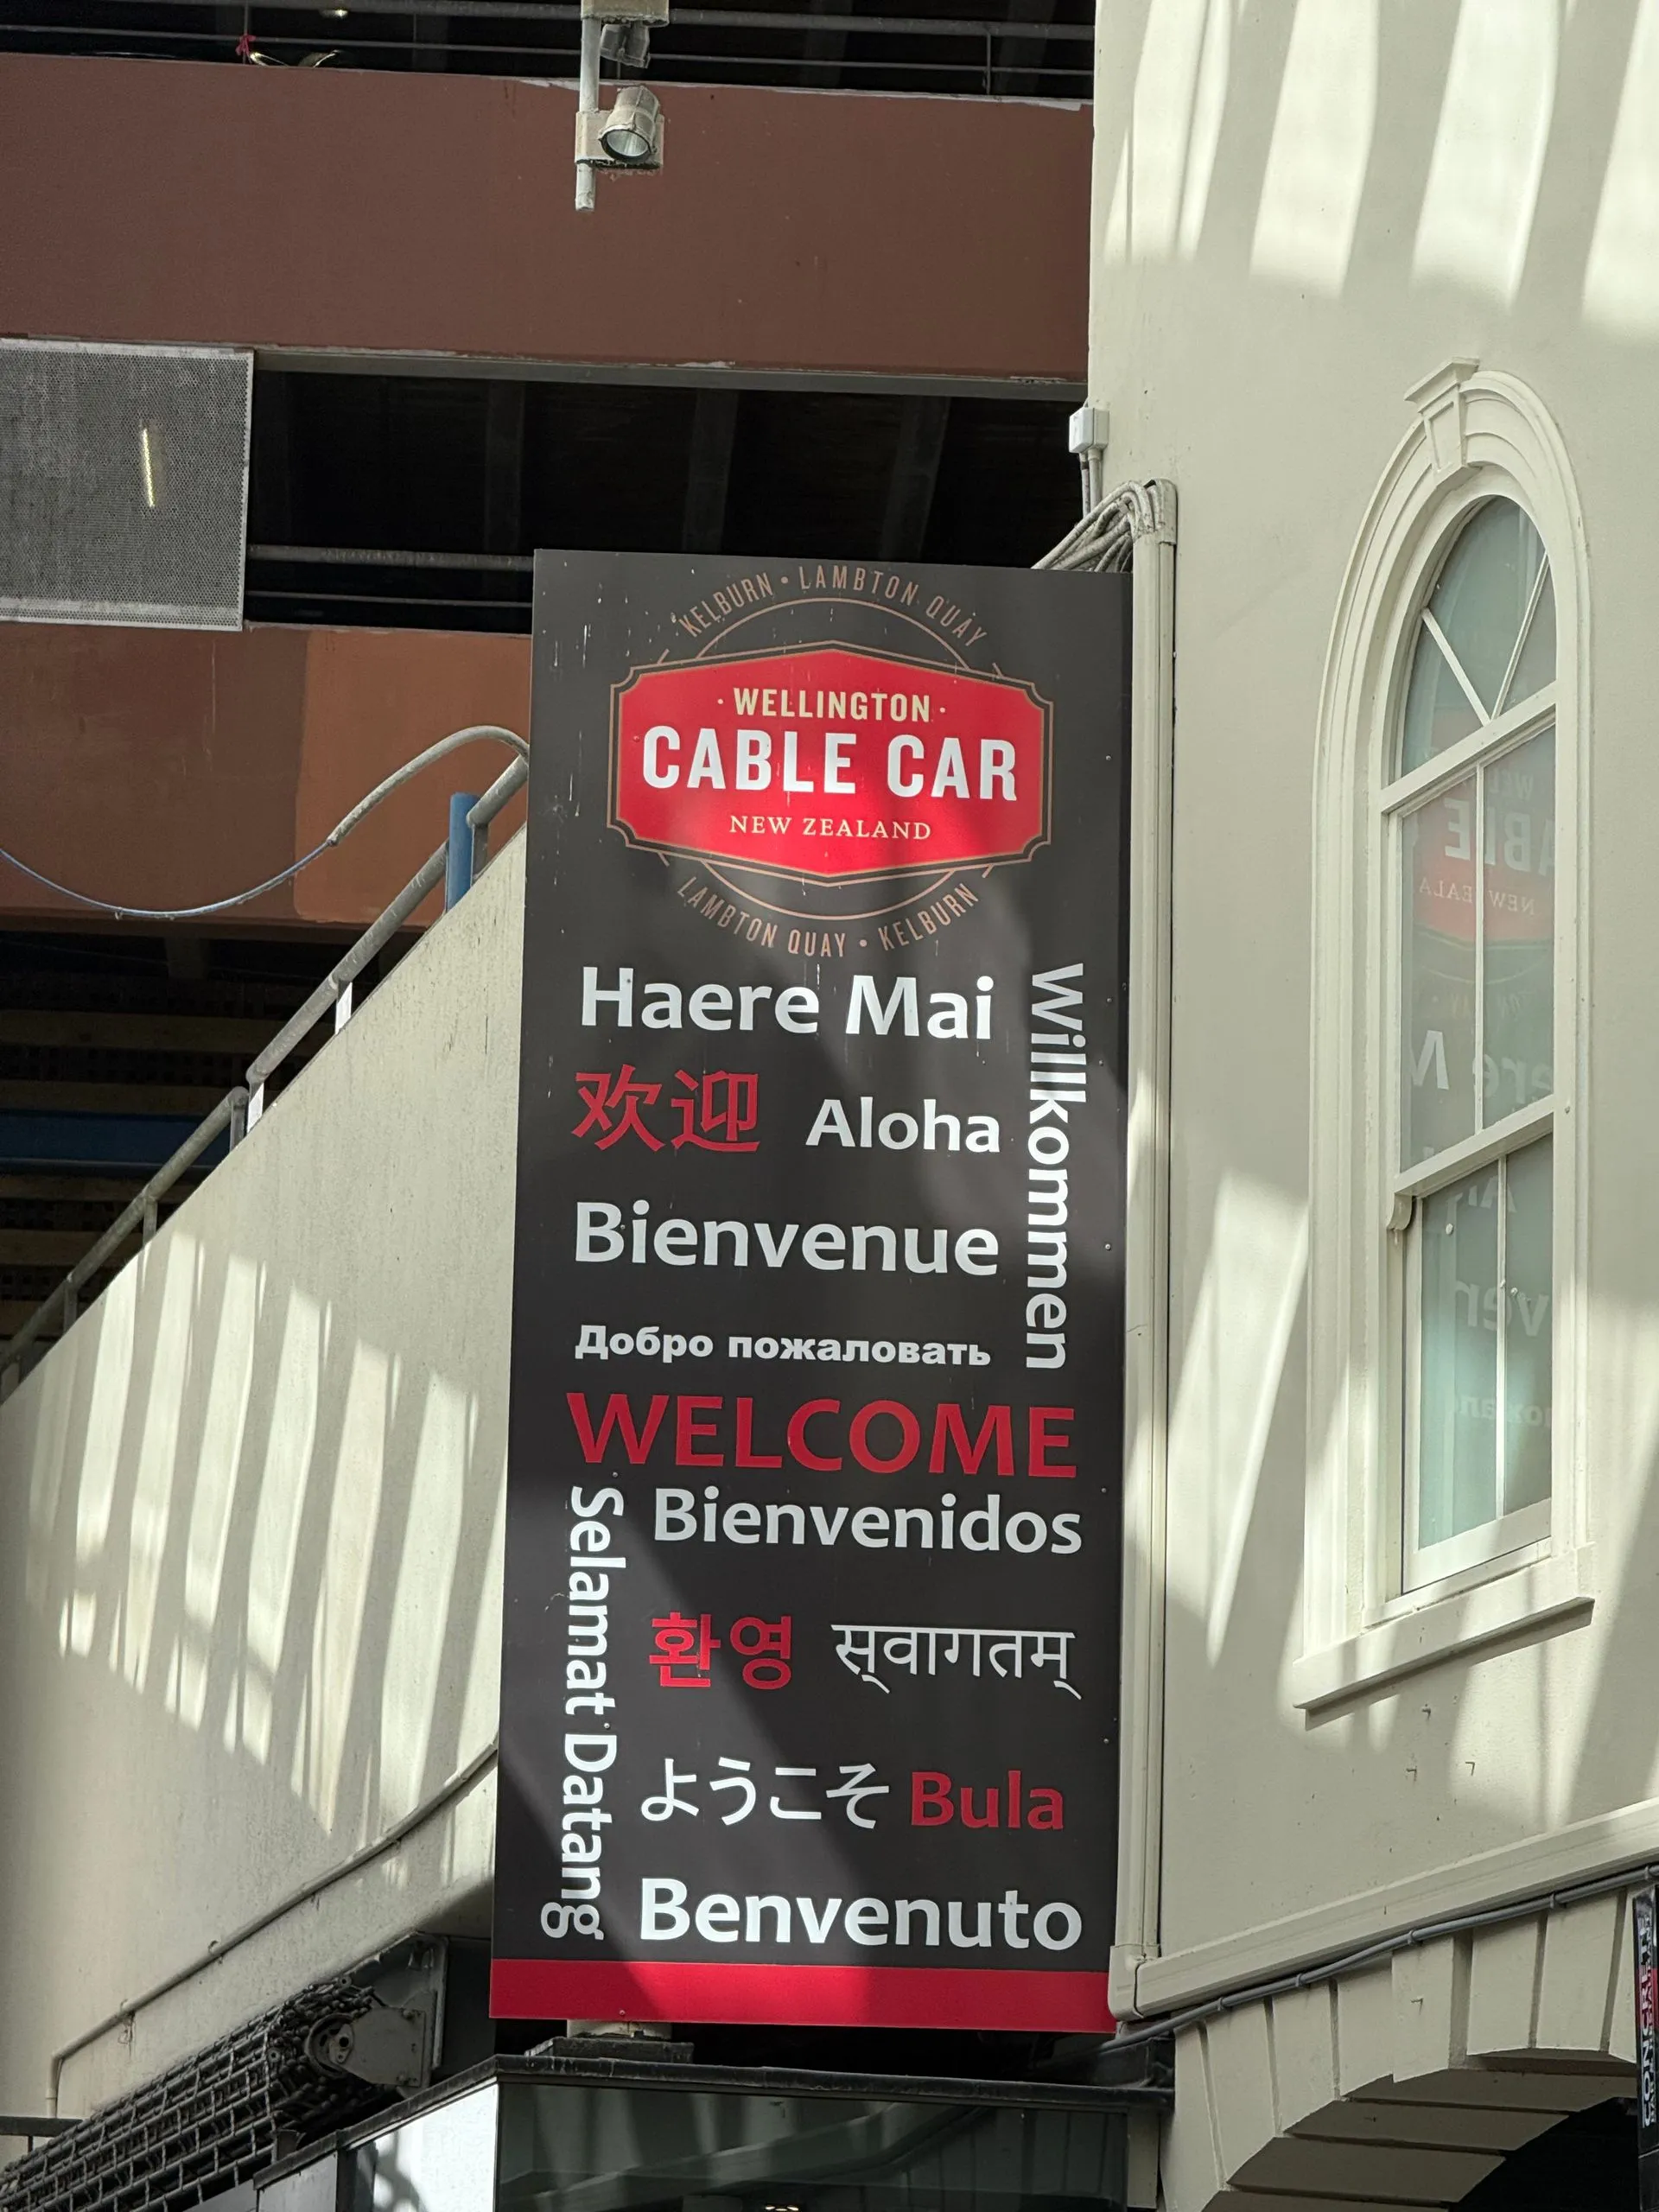 KELBURN • LAMBTON QUAY
· WELLINGTON ·
CABLE CAR
NEW ZEALAND
LAMBTON QUAY • KELBURN
Haere Mai
Willkommen
欢迎 Aloha
Bienvenue
Добро пожаловать
WELCOME
Selamat Datang
Bienvenidos
환영 स्वागतम्
ようこそ Bula
Benvenuto
CONCRETE